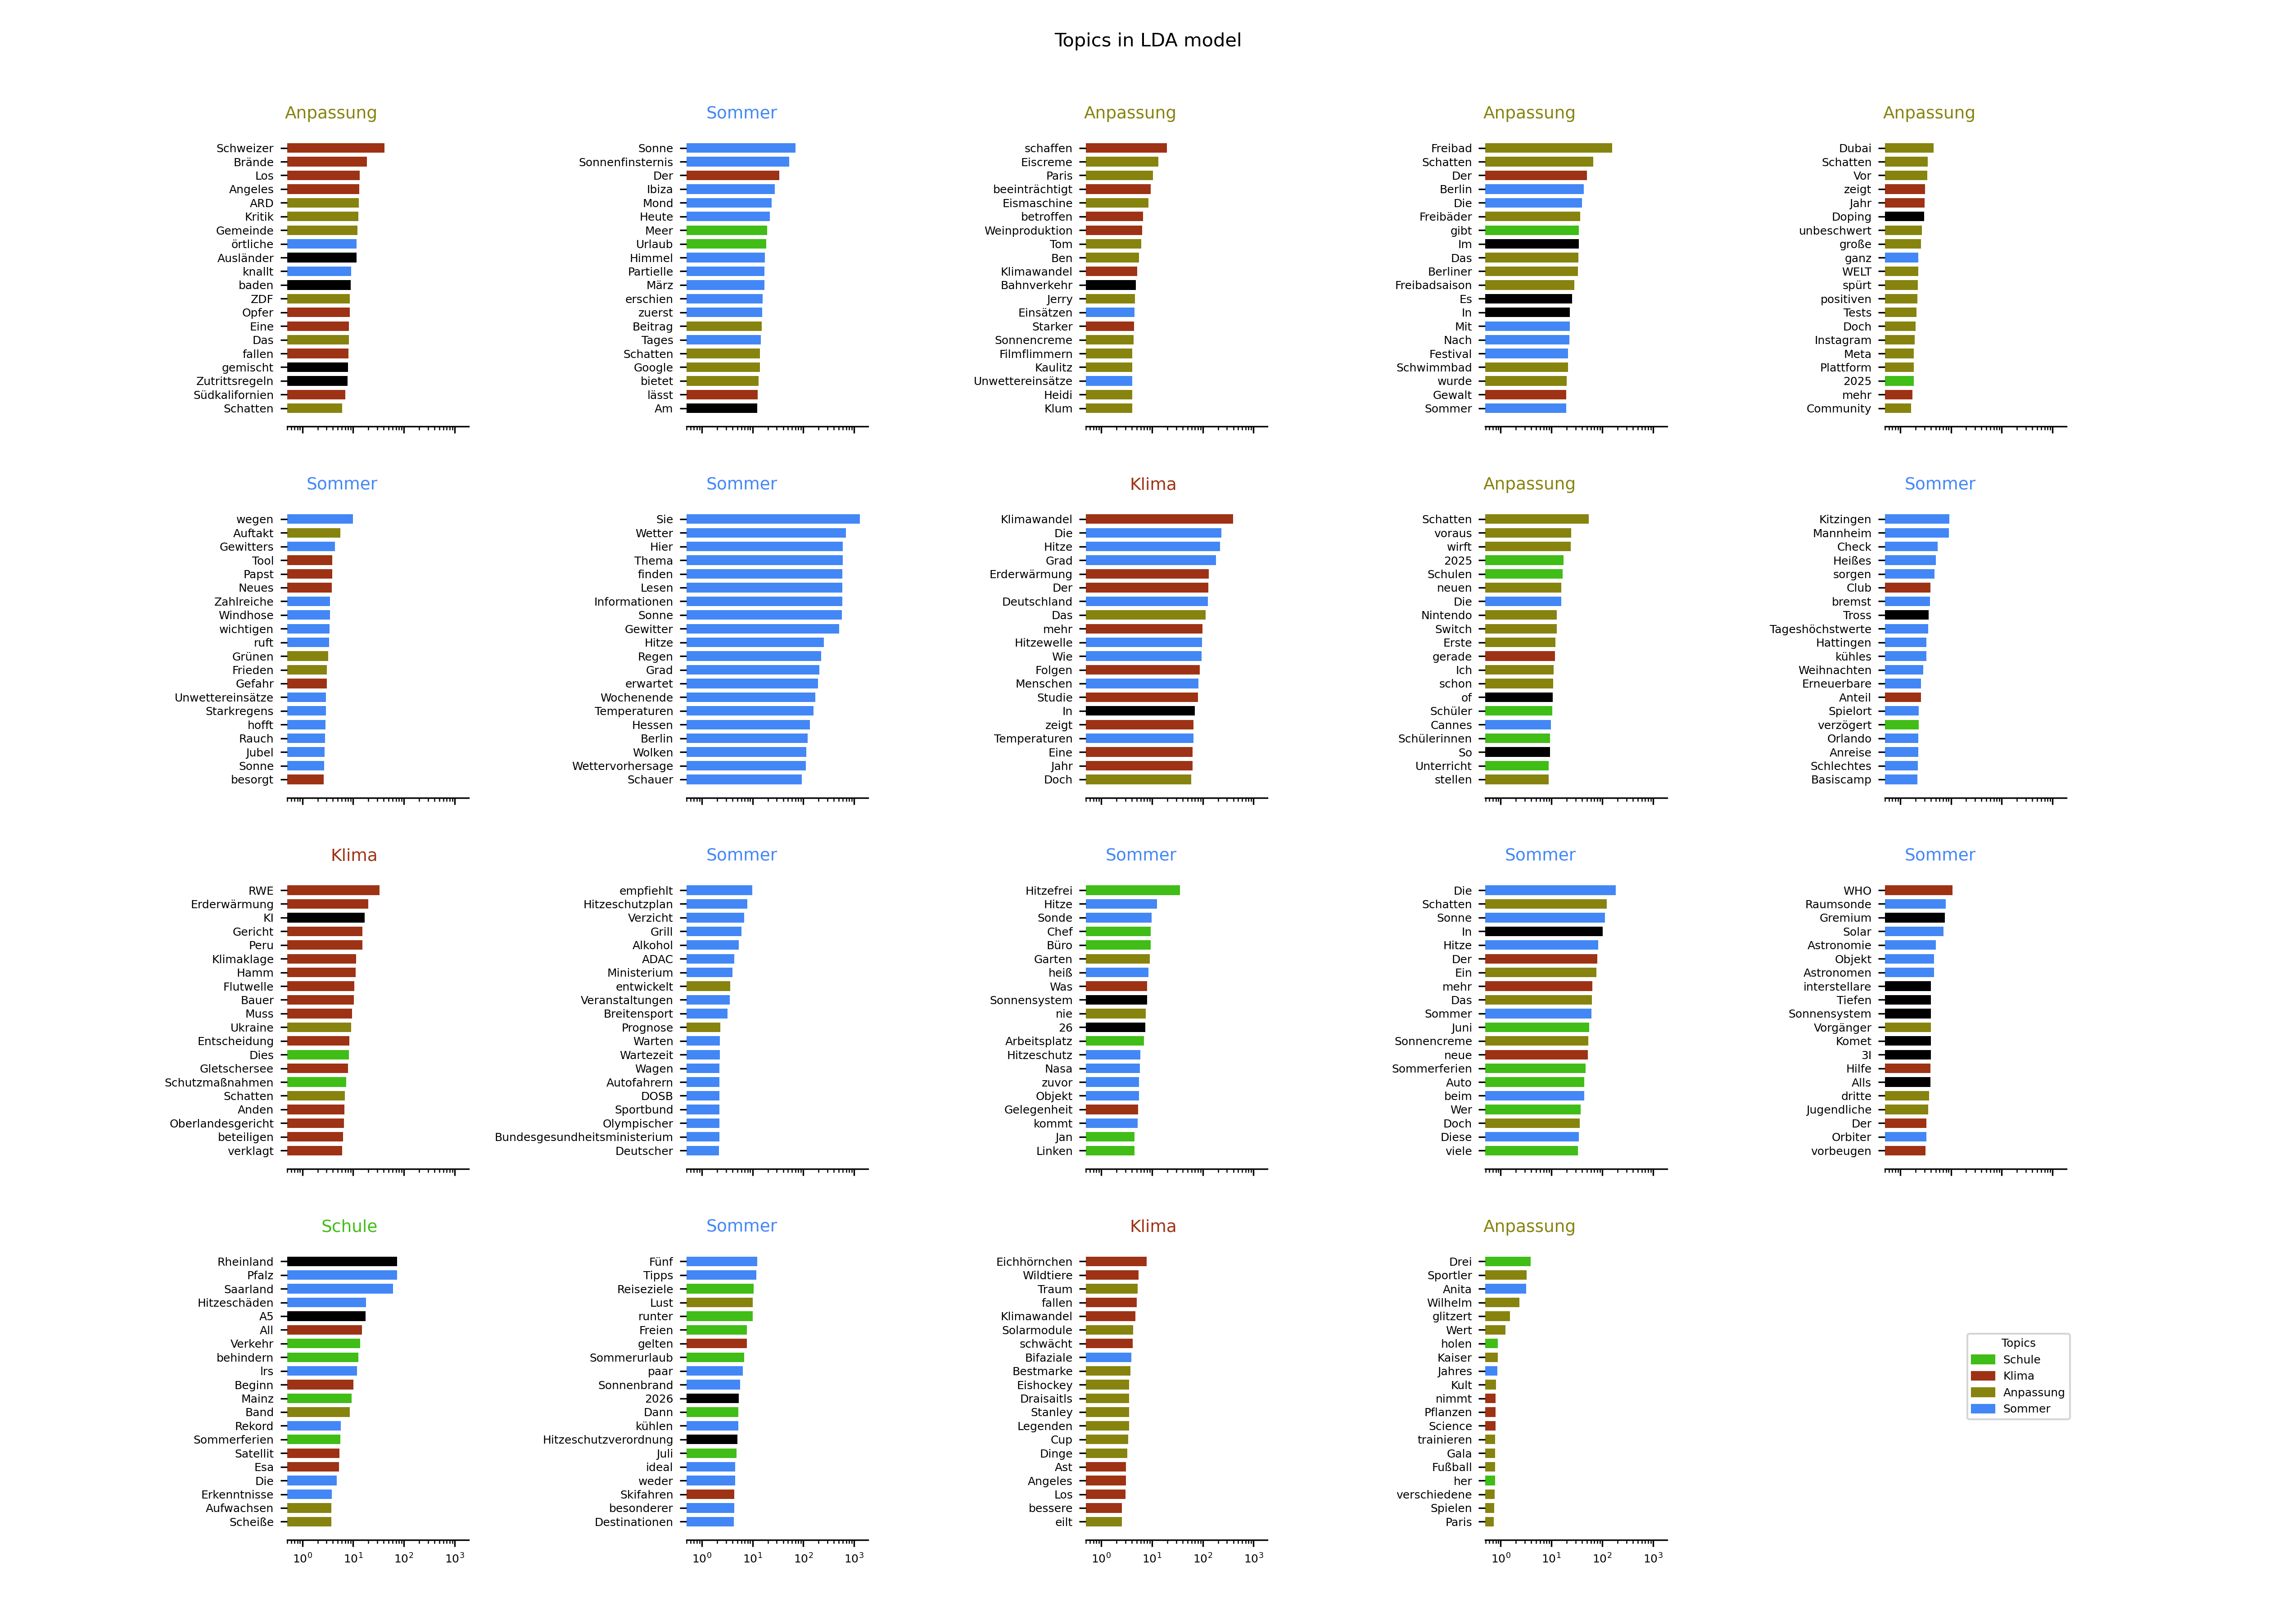 Topics in LDA model
Anpassung
Schweizer
Brände
Los
Angeles
ARD
Kritik
Gemeinde
örtliche
Ausländer
knallt
baden
ZDF
Opfer
Eine
Das
fallen
gemischt
Zutrittsregeln
Südkalifornien
Schatten
Sommer
Sonne
Sonnenfinsternis
Der
Ibiza
Mond
Heute
Meer
Urlaub
Himmel
Partielle
März
erschien
zuerst
Beitrag
Tages
Schatten
Google
bietet
lässt
Am
Anpassung
schaffen
Eiscreme
Paris
beeinträchtigt
Eismaschine
betroffen
Weinproduktion
Tom
Ben
Klimawandel
Bahnverkehr
Jerry
Einsätzen
Starker
Sonnencreme
Filmflimmern
Kaulitz
Unwettereinsätze
Heidi
Klum
Anpassung
Freibad
Schatten
Der
Berlin
Die
Freibäder
gibt
Im
Das
Berliner
Freibadsaison
Es
In
Mit
Nach
Festival
Schwimmbad
wurde
Gewalt
Sommer
Anpassung
Dubai
Schatten
Vor
zeigt
Jahr
Doping
unbeschwert
große
ganz
WELT
spürt
positiven
Tests
Doch
Instagram
Meta
Plattform
2025
mehr
Community
Sommer
wegen
Auftakt
Gewitters
Tool
Papst
Neues
Zahlreiche
Windhose
wichtigen
ruft
Grünen
Frieden
Gefahr
Unwettereinsätze
Starkregens
hofft
Rauch
Jubel
Sonne
besorgt
Sommer
Sie
Wetter
Hier
Thema
finden
Lesen
Informationen
Sonne
Gewitter
Hitze
Regen
Grad
erwartet
Wochenende
Temperaturen
Hessen
Berlin
Wolken
Wettervorhersage
Schauer
Klima
Klimawandel
Die
Hitze
Grad
Erderwärmung
Der
Deutschland
Das
mehr
Hitzewelle
Wie
Folgen
Menschen
Studie
In
zeigt
Temperaturen
Eine
Jahr
Doch
Anpassung
Schatten
voraus
wirft
2025
Schulen
neuen
Die
Nintendo
Switch
Erste
gerade
Ich
schon
of
Schüler
Cannes
Schülerinnen
So
Unterricht
stellen
Sommer
Kitzingen
Mannheim
Check
Heißes
sorgen
Club
bremst
Tross
Tageshöchstwerte
Hattingen
kühles
Weihnachten
Erneuerbare
Anteil
Spielort
verzögert
Orlando
Anreise
Schlechtes
Basiscamp
Klima
RWE
Erderwärmung
KI
Gericht
Peru
Klimaklage
Hamm
Flutwelle
Bauer
Muss
Ukraine
Entscheidung
Dies
Gletschersee
Schutzmaßnahmen
Schatten
Anden
Oberlandesgericht
beteiligen
verklagt
Sommer
empfiehlt
Hitzeschutzplan
Verzicht
Grill
Alkohol
ADAC
Ministerium
entwickelt
Veranstaltungen
Breitensport
Prognose
Warten
Wartezeit
Wagen
Autofahrern
DOSB
Sportbund
Olympischer
Bundesgesundheitsministerium
Deutscher
Sommer
Hitzefrei
Hitze
Sonde
Chef
Büro
Garten
heiß
Was
Sonnensystem
nie
26
Arbeitsplatz
Hitzeschutz
Nasa
zuvor
Objekt
Gelegenheit
kommt
Jan
Linken
Sommer
Die
Schatten
Sonne
In
Hitze
Der
Ein
mehr
Das
Sommer
Juni
Sonnencreme
neue
Sommerferien
Auto
beim
Wer
Doch
Diese
viele
Sommer
WHO
Raumsonde
Gremium
Solar
Astronomie
Objekt
Astronomen
interstellare
Tiefen
Sonnensystem
Vorgänger
Komet
3I
Hilfe
Alls
dritte
Jugendliche
Der
Orbiter
vorbeugen
Schule
Rheinland
Pfalz
Saarland
Hitzeschäden
A5
All
Verkehr
behindern
lrs
Beginn
Mainz
Band
Rekord
Sommerferien
Satellit
Esa
Die
Erkenntnisse
Aufwachsen
Scheiße
10⁰ 10¹ 10² 10³
Sommer
Fünf
Tipps
Reiseziele
Lust
runter
Freien
gelten
Sommerurlaub
paar
Sonnenbrand
2026
Dann
kühlen
Hitzeschutzverordnung
Juli
ideal
weder
Skifahren
besonderer
Destinationen
10⁰ 10¹ 10² 10³
Klima
Eichhörnchen
Wildtiere
Traum
fallen
Klimawandel
Solarmodule
schwächt
Bifaziale
Bestmarke
Eishockey
Draisaitls
Stanley
Legenden
Cup
Dinge
Ast
Angeles
Los
bessere
eilt
10⁰ 10¹ 10² 10³
Anpassung
Drei
Sportler
Anita
Wilhelm
glitzert
Wert
holen
Kaiser
Jahres
Kult
nimmt
Pflanzen
Science
trainieren
Gala
Fußball
her
verschiedene
Spielen
Paris
10⁰ 10¹ 10² 10³
Topics
Schule
Klima
Anpassung
Sommer